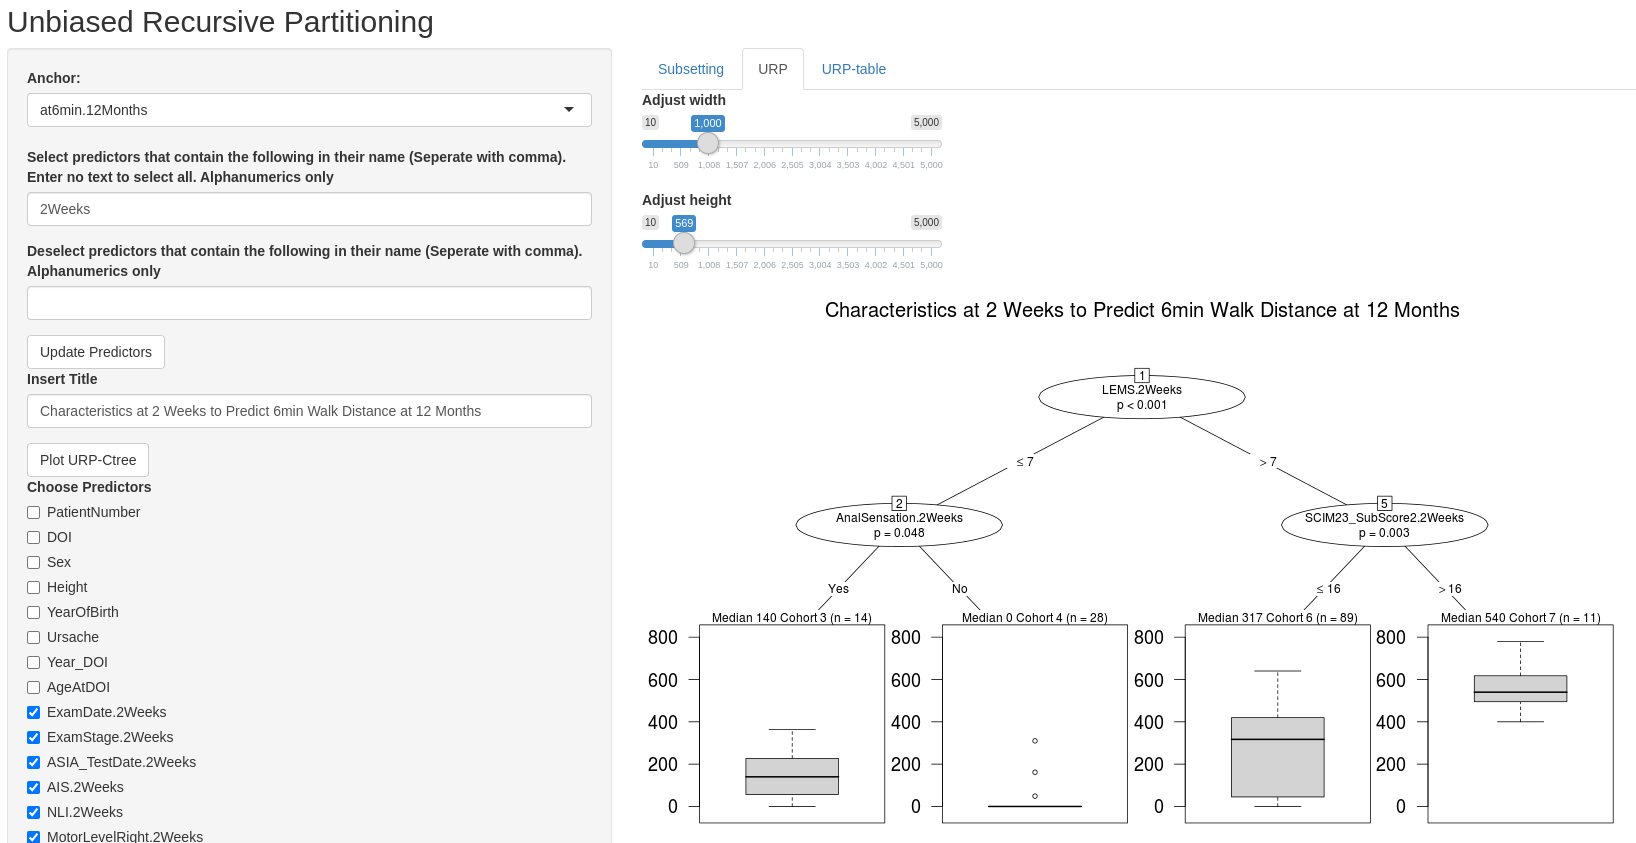 Unbiased Recursive Partitioning
Anchor:
at6min.12Months
Select predictors that contain the following in their name (Seperate with comma).
Enter no text to select all. Alphanumerics only
2Weeks
Deselect predictors that contain the following in their name (Seperate with comma).
Alphanumerics only
Update Predictors
Insert Title
Characteristics at 2 Weeks to Predict 6min Walk Distance at 12 Months
Plot URP-Ctree
Choose Predictors
PatientNumber
DOI
Sex
Height
YearOfBirth
Ursache
Year_DOI
AgeAtDOI
ExamDate.2Weeks
ExamStage.2Weeks
ASIA_TestDate.2Weeks
AIS.2Weeks
NLI.2Weeks
MotorLevelRight.2Weeks
Subsetting URP URP-table
Adjust width
10 1,000 5,000
10 509 1,008 1,507 2,006 2,505 3,004 3,503 4,002 4,501 5,000
Adjust height
10 569 5,000
10 509 1,008 1,507 2,006 2,505 3,004 3,503 4,002 4,501 5,000
Characteristics at 2 Weeks to Predict 6min Walk Distance at 12 Months
1
LEMS.2Weeks
p < 0.001
≤ 7 > 7
2
AnalSensation.2Weeks
p = 0.048
5
SCIM23_SubScore2.2Weeks
p = 0.003
Yes No ≤ 16 > 16
Median 140 Cohort 3 (n = 14)
800
600
400
200
0
Median 0 Cohort 4 (n = 28)
800
600
400
200
0
Median 317 Cohort 6 (n = 89)
800
600
400
200
0
Median 540 Cohort 7 (n = 11)
800
600
400
200
0